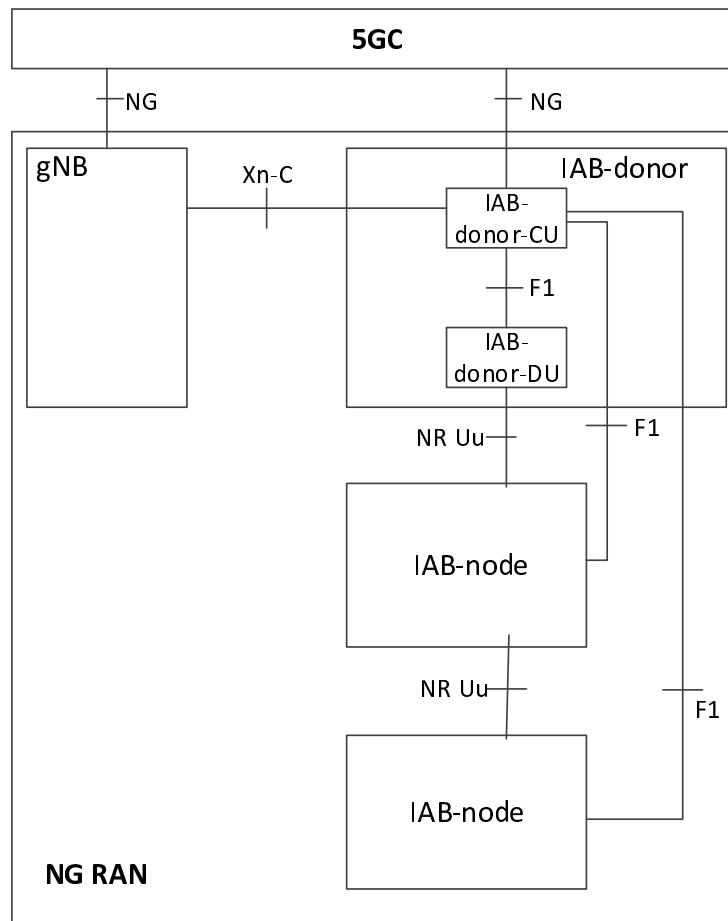 5GC
NG
NG
gNB
Xn-C
IAB-donor
IAB-
donor-CU
F1
IAB-
donor-DU
NR Uu
F1
IAB-node
NR Uu
F1
IAB-node
NG RAN